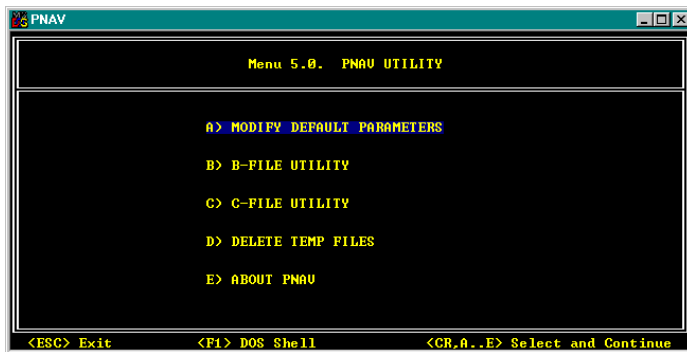 PNAV
Menu 5.0. PNAV UTILITY
A) MODIFY DEFAULT PARAMETERS
B) B-FILE UTILITY
C) C-FILE UTILITY
D) DELETE TEMP FILES
E) ABOUT PNAV
<ESC> Exit <F1> DOS Shell <CR,A..E> Select and Continue